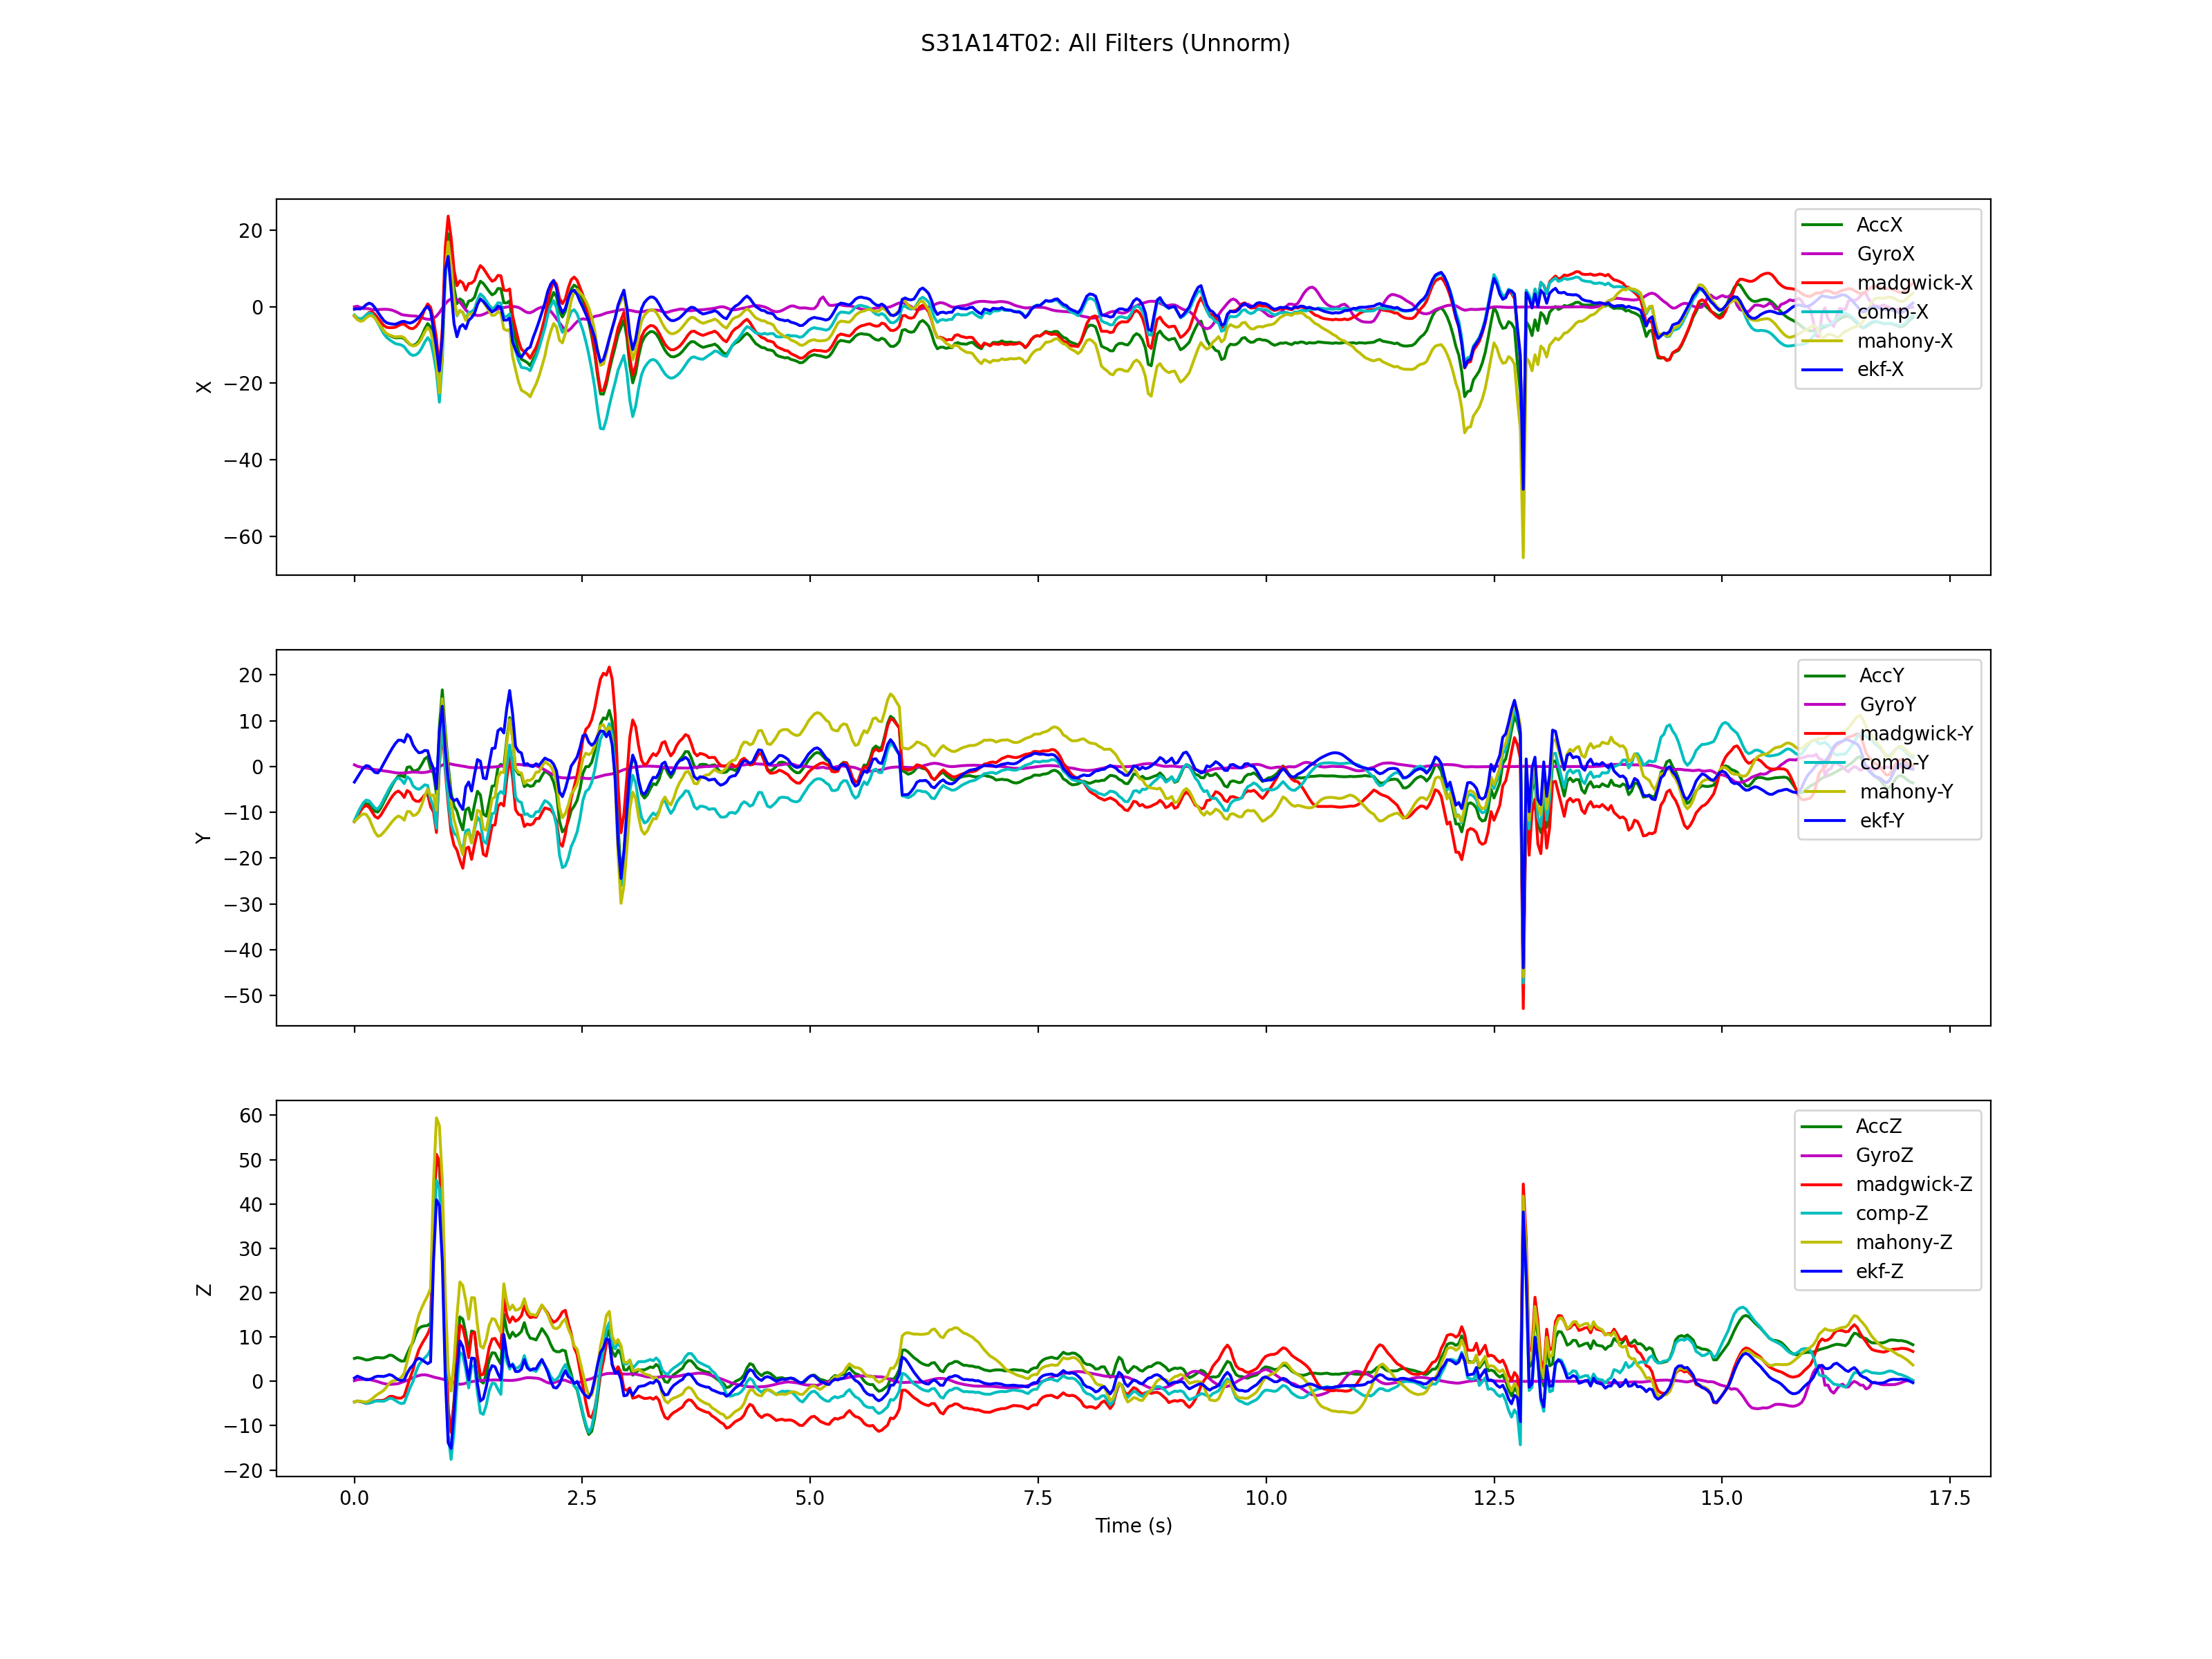 S31A14T02: All Filters (Unnorm)
20
0
−20
−40
−60
X
AccX
GyroX
madgwick-X
comp-X
mahony-X
ekf-X
20
10
0
−10
−20
−30
−40
−50
Y
AccY
GyroY
madgwick-Y
comp-Y
mahony-Y
ekf-Y
60
50
40
30
20
10
0
−10
−20
Z
AccZ
GyroZ
madgwick-Z
comp-Z
mahony-Z
ekf-Z
0.0 2.5 5.0 7.5 10.0 12.5 15.0 17.5
Time (s)